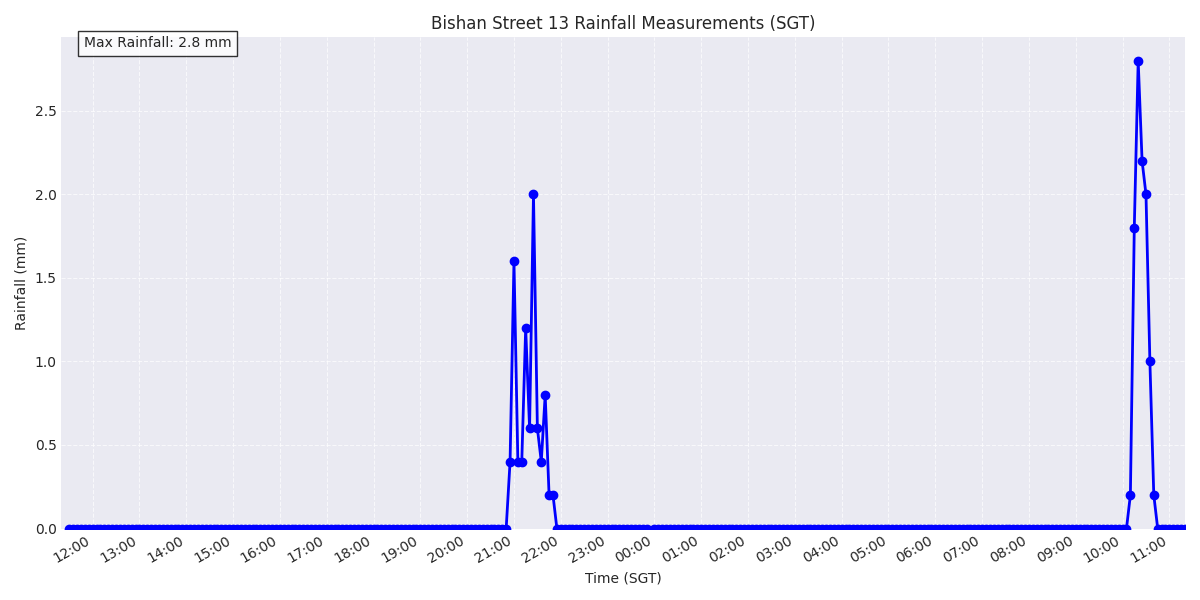 Bishan Street 13 Rainfall Measurements (SGT)
Max Rainfall: 2.8 mm
Rainfall (mm)
2.5
2.0
1.5
1.0
0.5
0.0
12:00 13:00 14:00 15:00 16:00 17:00 18:00 19:00 20:00 21:00 22:00 23:00 00:00 01:00 02:00 03:00 04:00 05:00 06:00 07:00 08:00 09:00 10:00 11:00
Time (SGT)